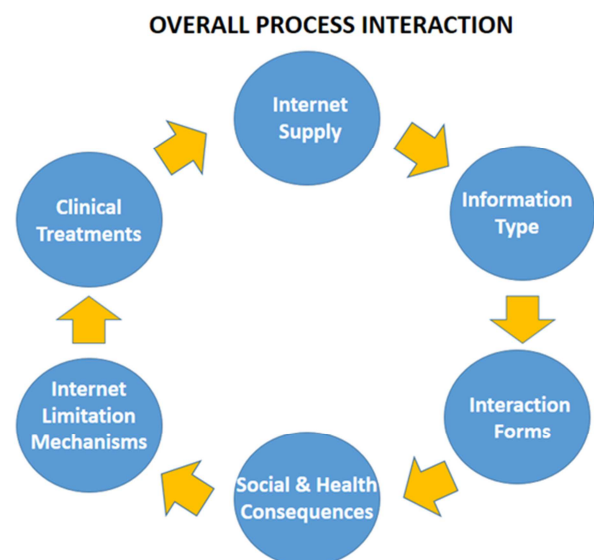 OVERALL PROCESS INTERACTION
Internet
Supply
Information
Type
Interaction
Forms
Social & Health
Consequences
Internet
Limitation
Mechanisms
Clinical
Treatments